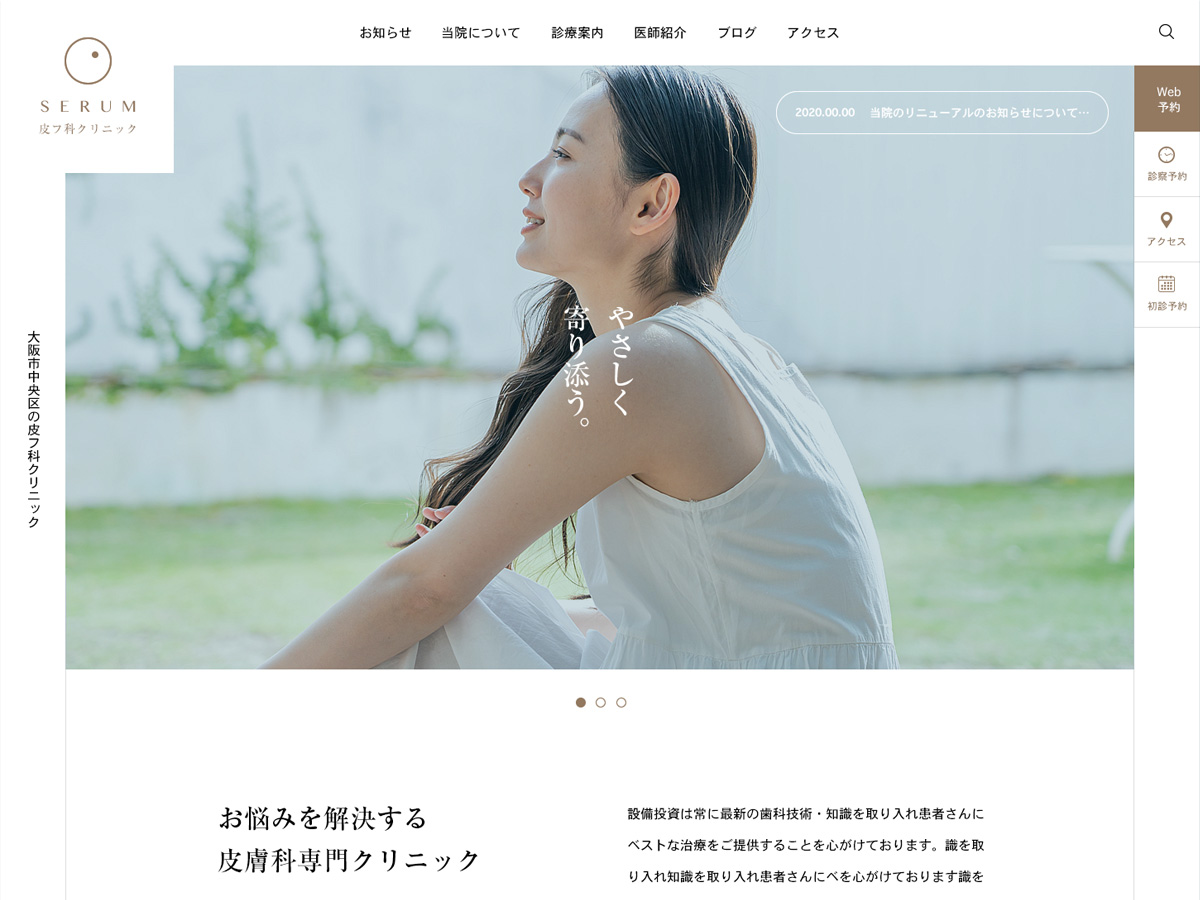 お知らせ
当院について
診療案内
医師紹介
ブログ
アクセス
SERUM
皮フ科クリニック
2020.00.00 当院のリニューアルのお知らせについて…
Web
予約
診察予約
アクセス
初診予約
やさしく
寄り添う。
大阪市中央区の皮フ科クリニック
お悩みを解決する
皮膚科専門クリニック
設備投資は常に最新の歯科技術・知識を取り入れ患者さんに
ベストな治療をご提供することを心がけております。識を取
り入れ知識を取り入れ患者さんにべを心がけております識を